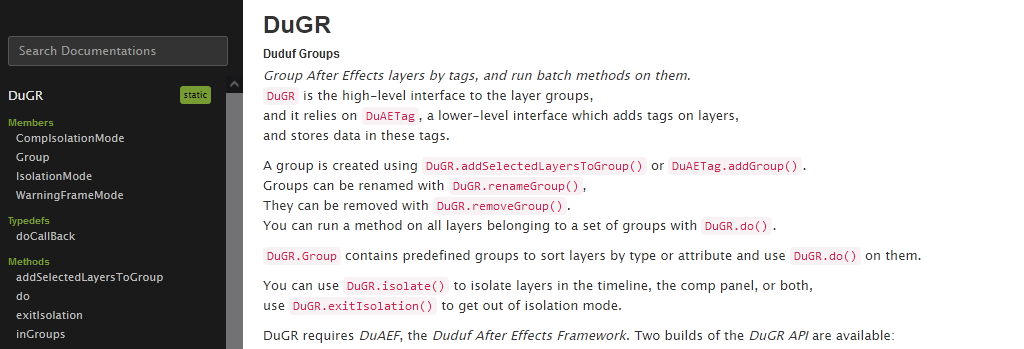 Search Documentations
DuGR static
Members
CompIsolationMode
Group
IsolationMode
WarningFrameMode
Typedefs
doCallBack
Methods
addSelectedLayersToGroup
do
exitIsolation
inGroups
DuGR
Duduf Groups
Group After Effects layers by tags, and run batch methods on them.
DuGR is the high-level interface to the layer groups,
and it relies on DuAETag, a lower-level interface which adds tags on layers,
and stores data in these tags.
A group is created using DuGR.addSelectedLayersToGroup() or DuAETag.addGroup().
Groups can be renamed with DuGR.renameGroup(),
They can be removed with DuGR.removeGroup().
You can run a method on all layers belonging to a set of groups with DuGR.do().
DuGR.Group contains predefined groups to sort layers by type or attribute and use DuGR.do() on them.
You can use DuGR.isolate() to isolate layers in the timeline, the comp panel, or both,
use DuGR.exitIsolation() to get out of isolation mode.
DuGR requires DuAEF, the Duduf After Effects Framework. Two builds of the DuGR API are available: